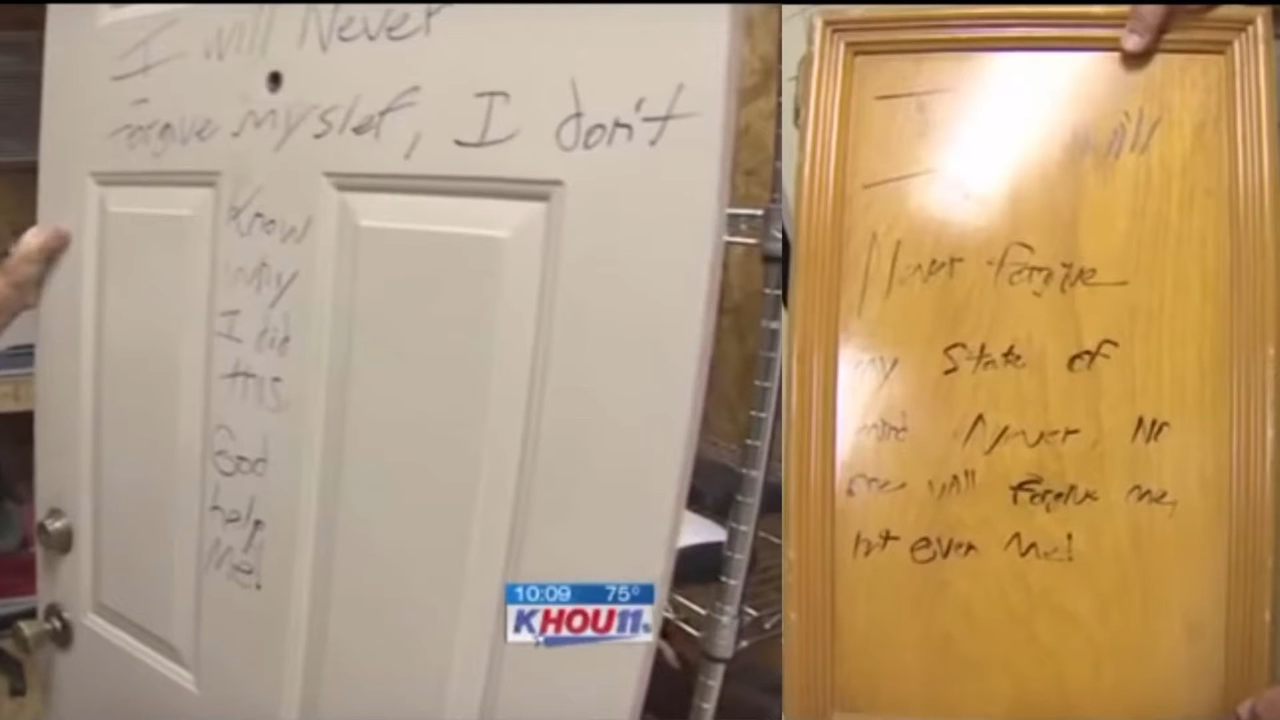 I will Never
Forgive myslef, I don't
know
why
I did
this
God
help
Me!
10:09 75°
KHOU11
I will
Never forgive
my State of
mind Never, No
one will Forgive me,
not even Me!